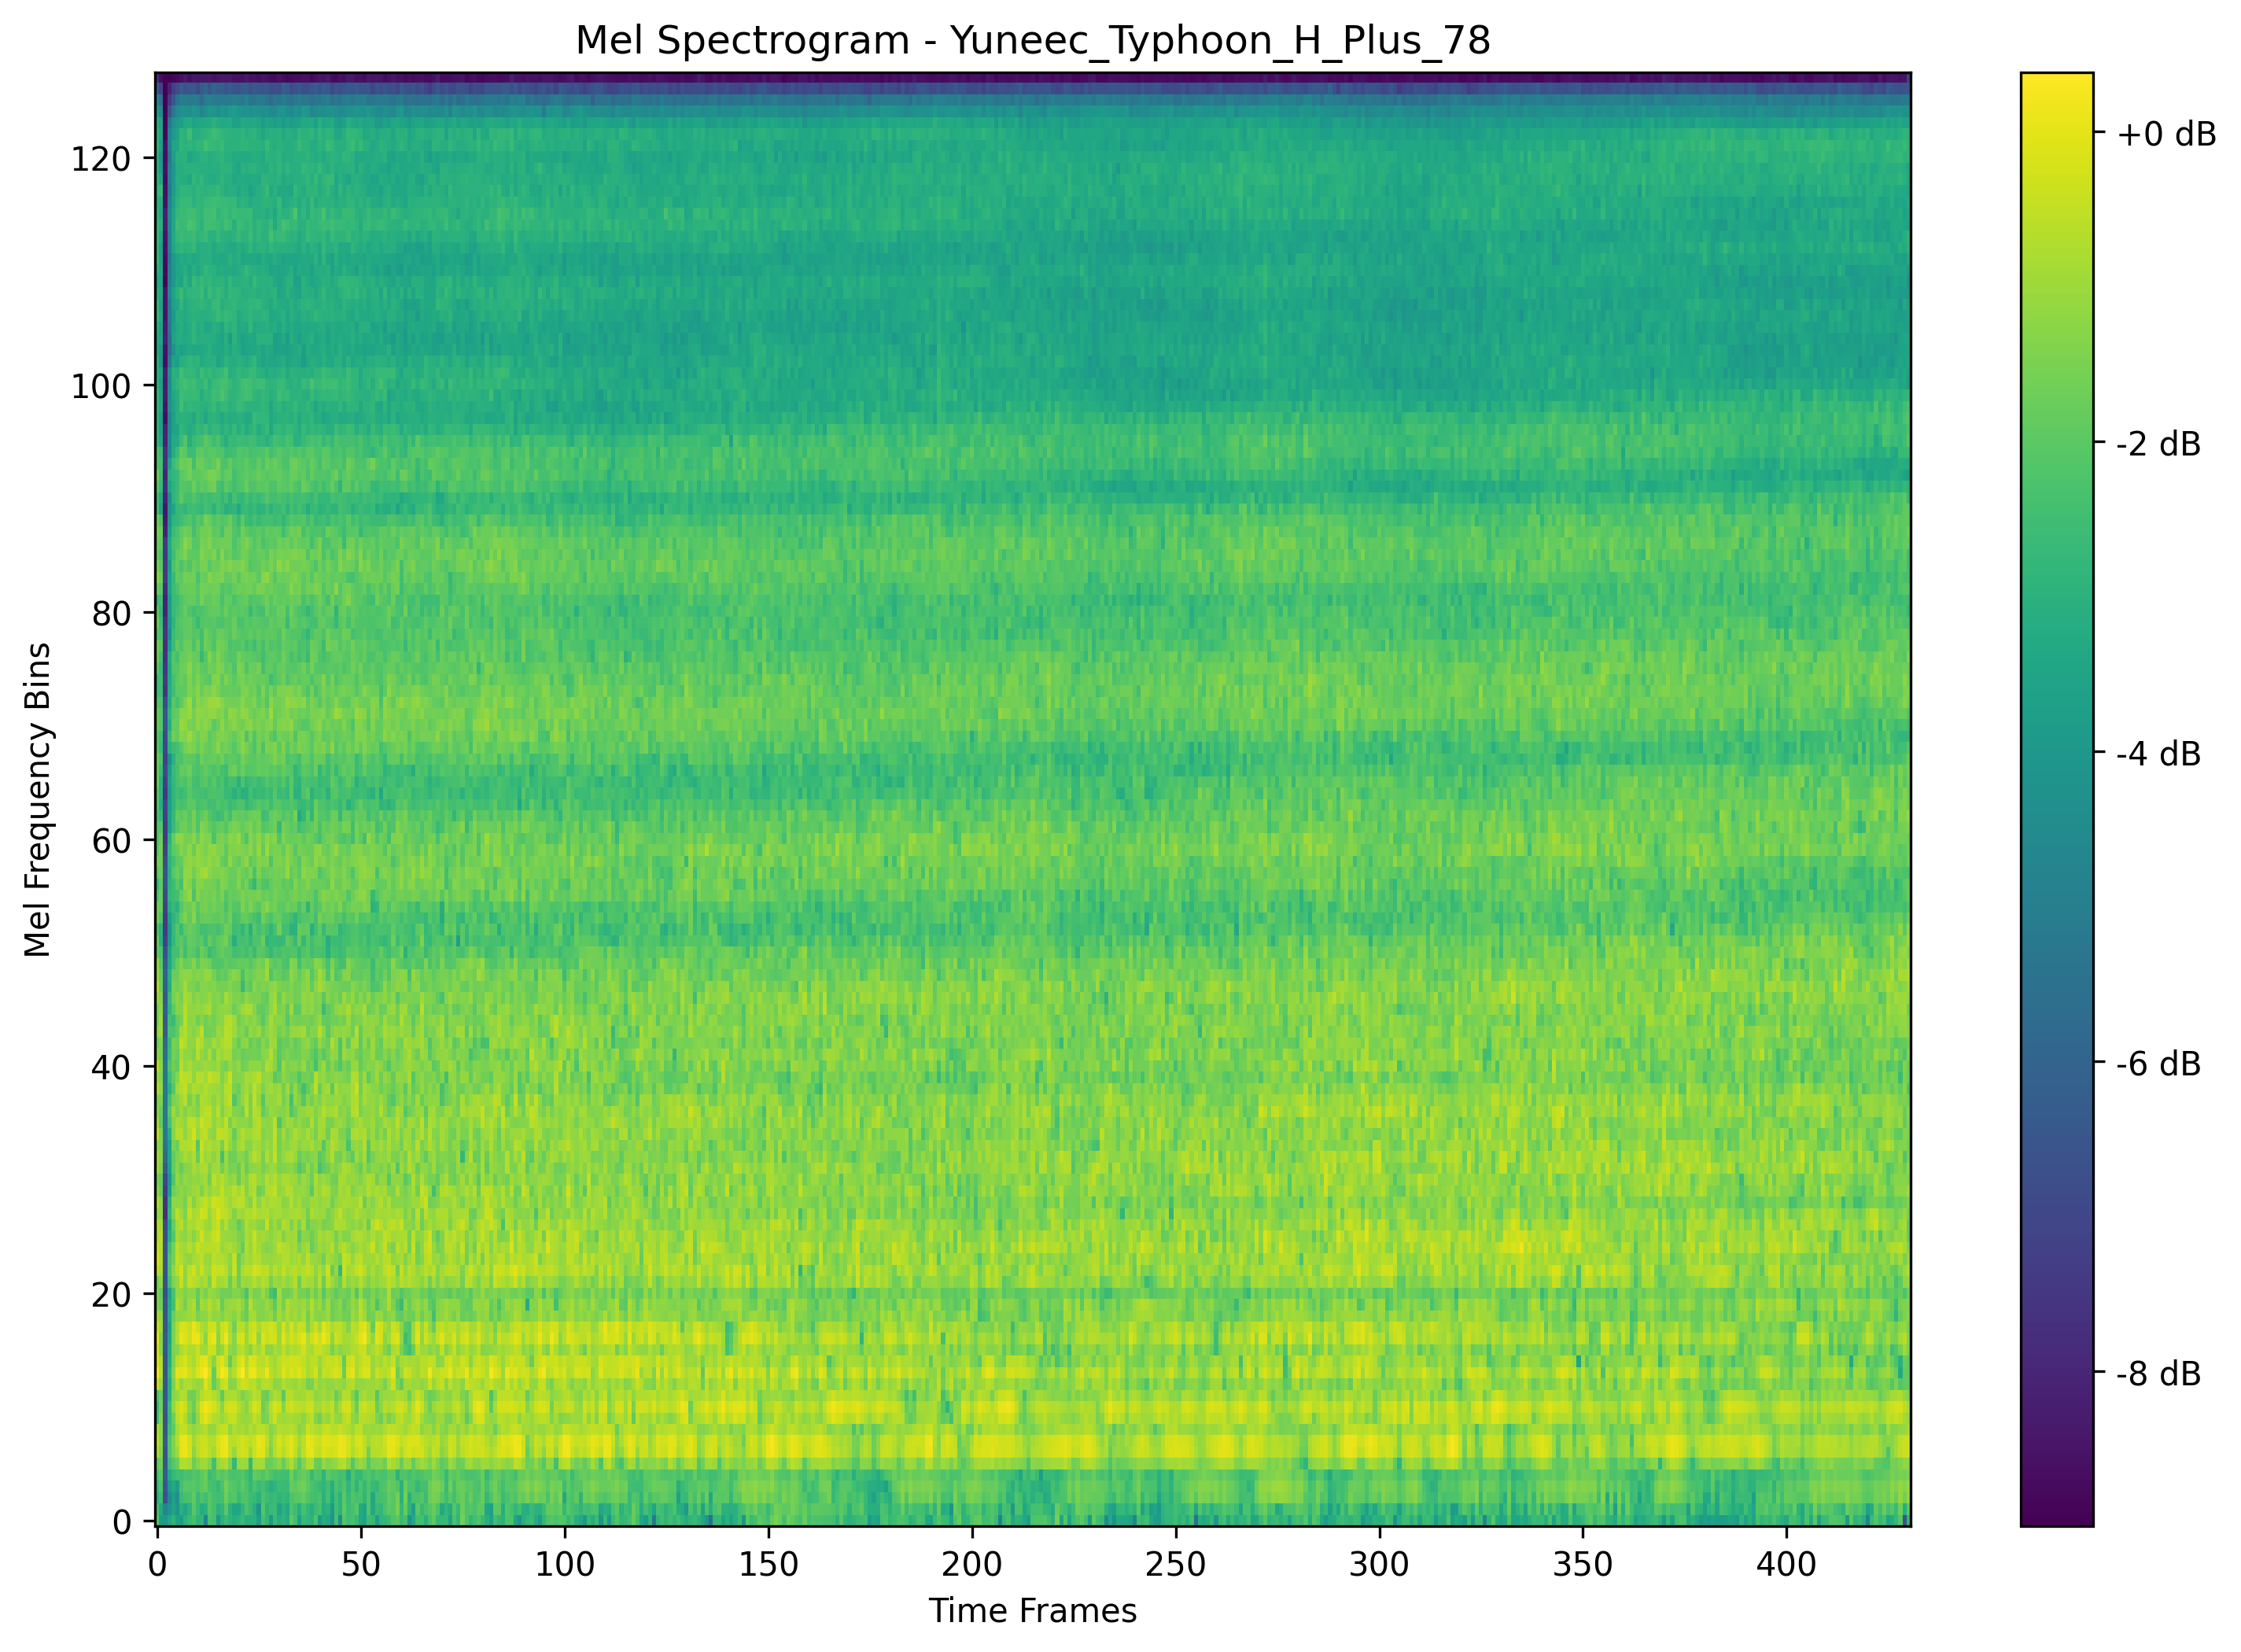 Mel Spectrogram - Yuneec_Typhoon_H_Plus_78
Mel Frequency Bins
120
100
80
60
40
20
0
0 50 100 150 200 250 300 350 400
Time Frames
+0 dB
-2 dB
-4 dB
-6 dB
-8 dB